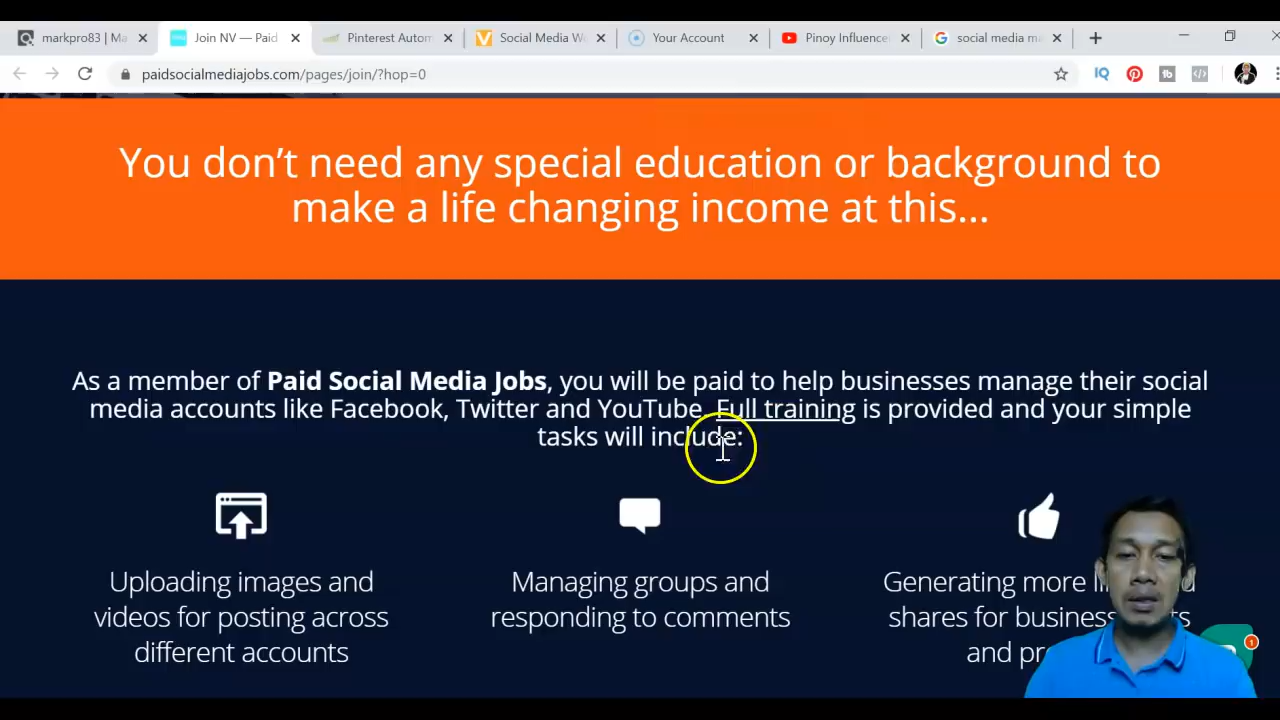 markpro83 | Ma
Join NV — Paid
Pinterest Autom
Social Media Wo
Your Account
Pinoy Influence
social media ma
paidsocialmediajobs.com/pages/join/?hop=0
You don't need any special education or background to
make a life changing income at this...
As a member of Paid Social Media Jobs, you will be paid to help businesses manage their social
media accounts like Facebook, Twitter and YouTube. Full training is provided and your simple
tasks will include:
Uploading images and
videos for posting across
different accounts
Managing groups and
responding to comments
Generating more
shares for business
and
1